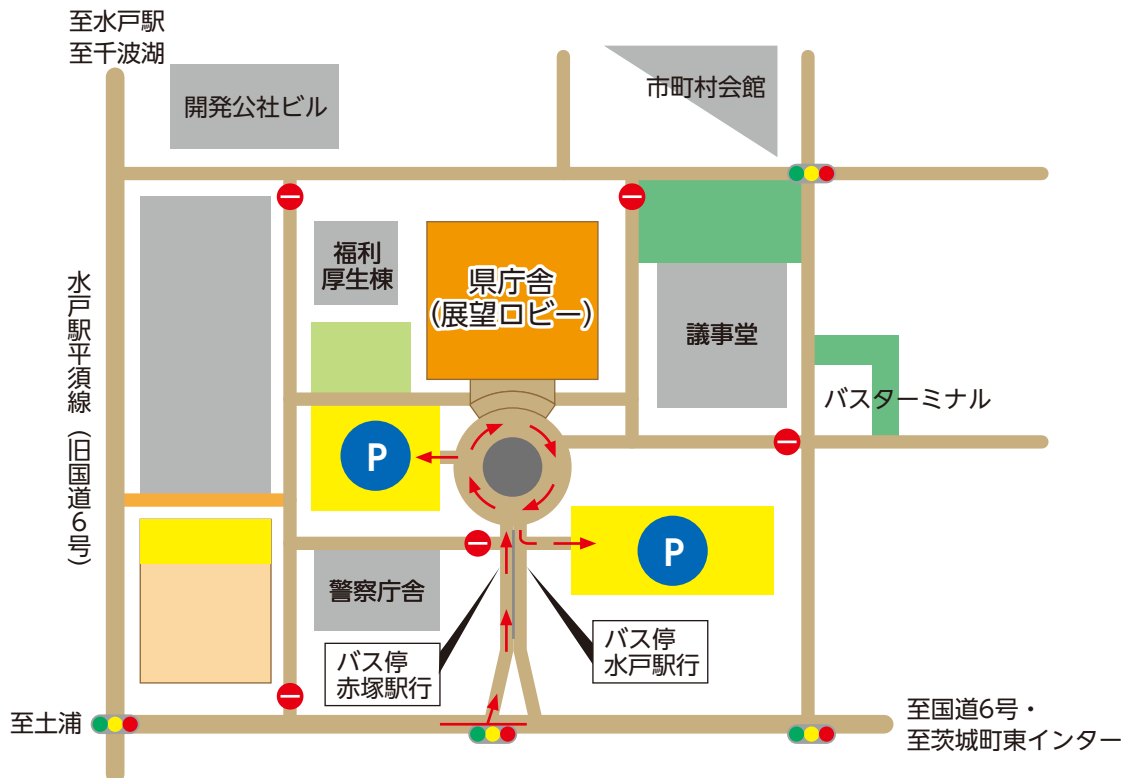 至水戸駅
至千波湖
開発公社ビル
市町村会館
福利
厚生棟
県庁舎
(展望ロビー)
議事堂
バスターミナル
水戸駅平須線(旧国道6号)
P
P
警察庁舎
バス停
赤塚駅行
バス停
水戸駅行
至土浦
至国道6号・
至茨城町東インター